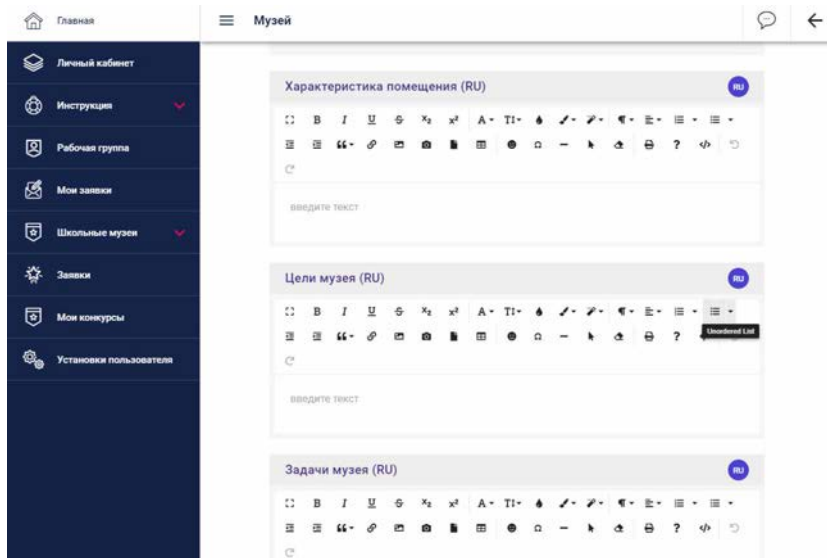 Главная
Музей
Личный кабинет
Инструкция
Рабочая группа
Мои заявки
Школьные музеи
Заявки
Мои конкурсы
Установки пользователя
Характеристика помещения (RU)
RU
введите текст
Цели музея (RU)
RU
Unordered List
введите текст
Задачи музея (RU)
RU